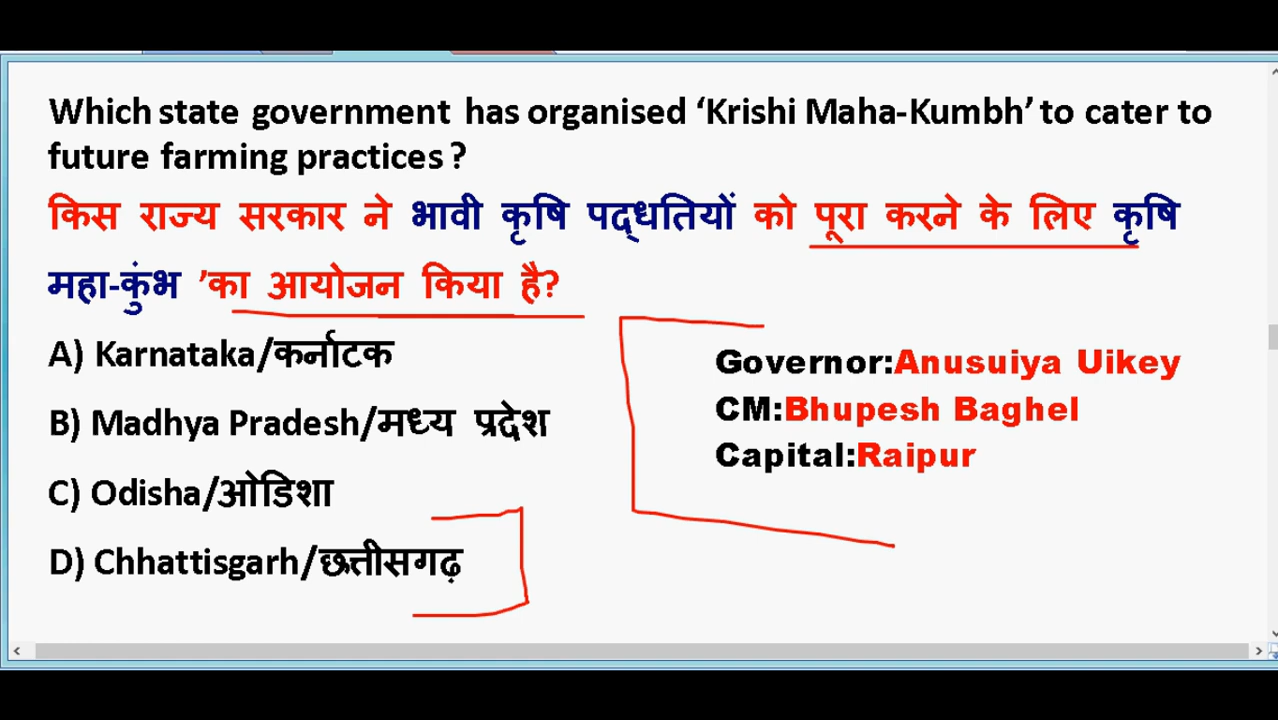 Which state government has organised ‘Krishi Maha-Kumbh’ to cater to
future farming practices ?
किस राज्य सरकार ने भावी कृषि पद्धतियों को पूरा करने के लिए कृषि
महा-कुंभ ’का आयोजन किया है?
A) Karnataka/कर्नाटक
B) Madhya Pradesh/मध्य प्रदेश
C) Odisha/ओडिशा
D) Chhattisgarh/छत्तीसगढ़
Governor:Anusuiya Uikey
CM:Bhupesh Baghel
Capital:Raipur